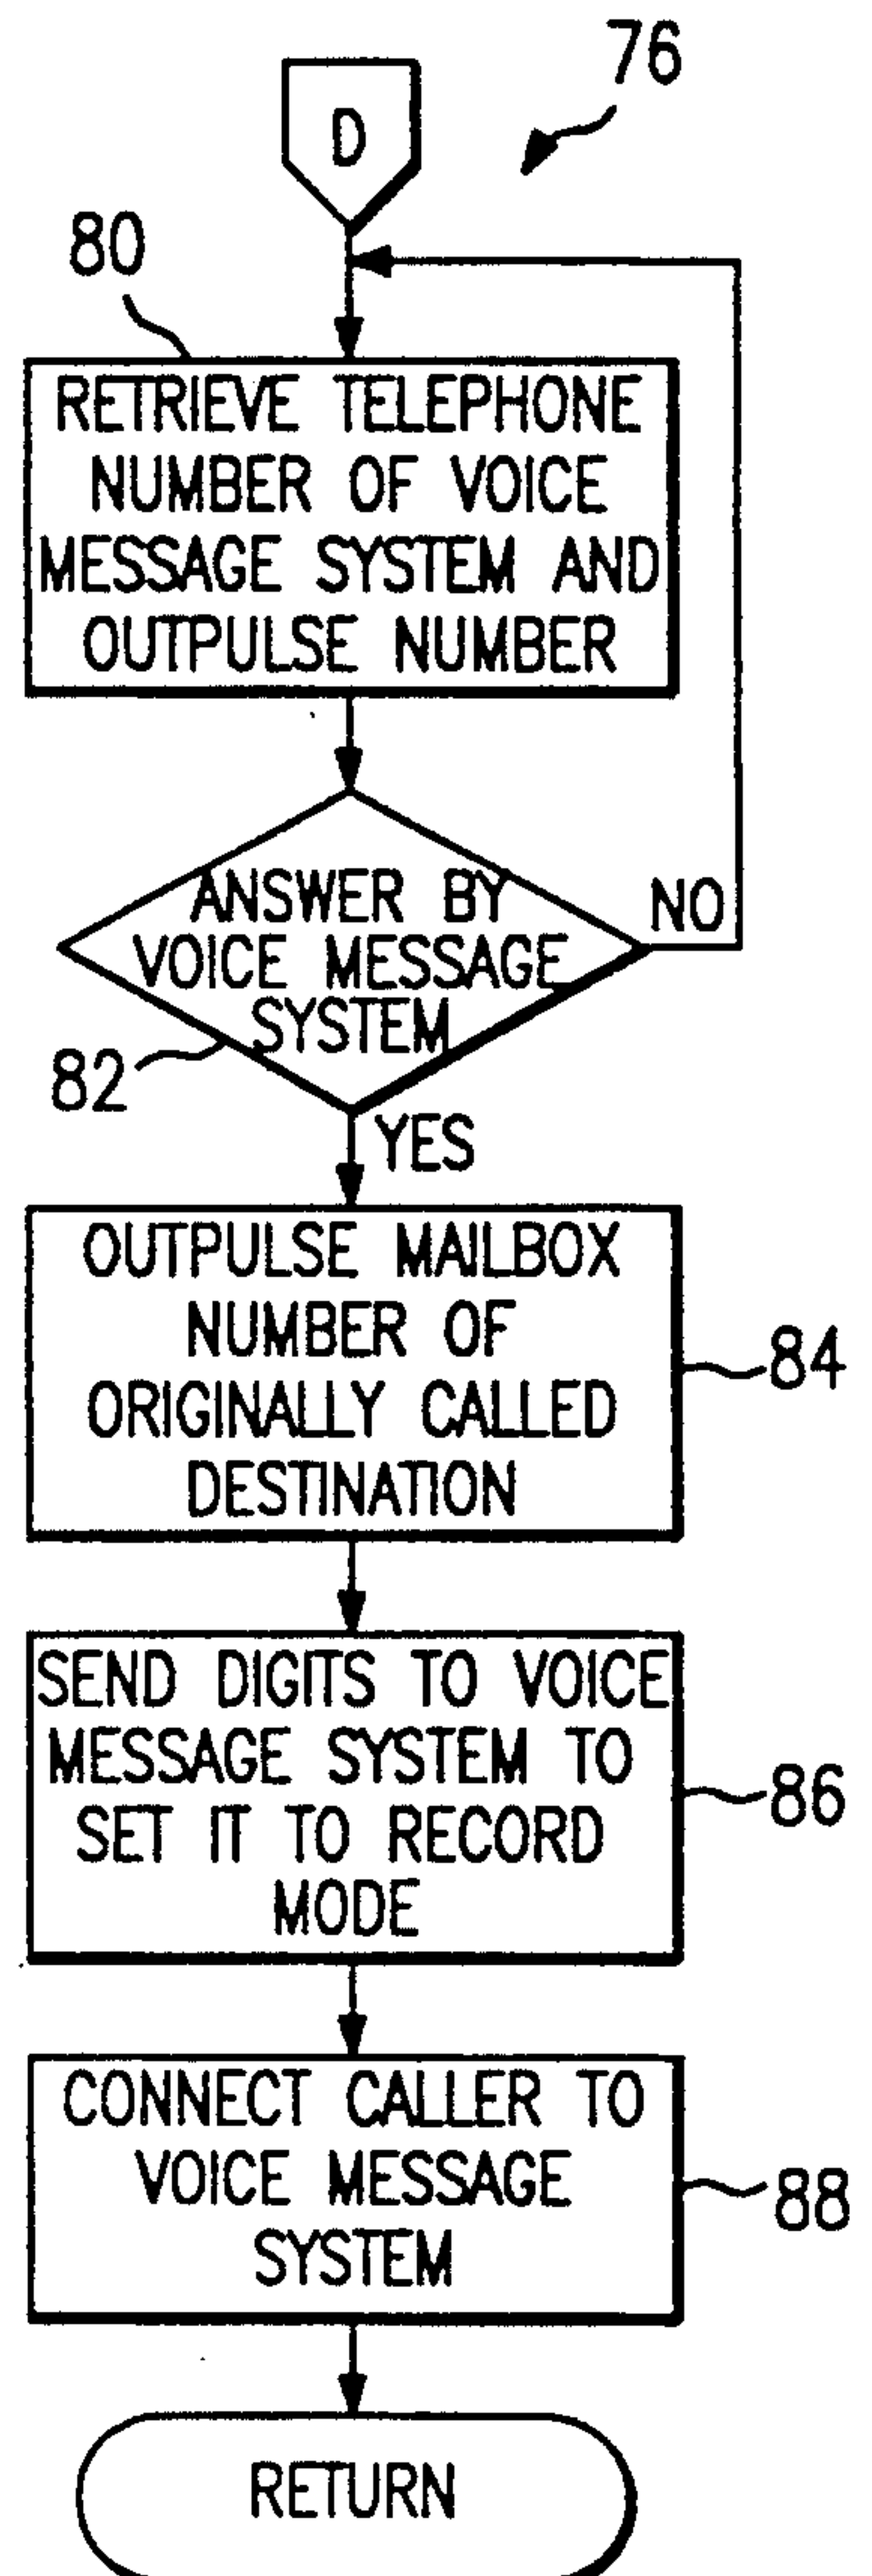 76
D
80
RETRIEVE TELEPHONE
NUMBER OF VOICE
MESSAGE SYSTEM AND
OUTPULSE NUMBER
ANSWER BY
VOICE MESSAGE
SYSTEM
NO
82
YES
OUTPULSE MAILBOX
NUMBER OF
ORIGINALLY CALLED
DESTINATION
84
SEND DIGITS TO VOICE
MESSAGE SYSTEM TO
SET IT TO RECORD
MODE
86
CONNECT CALLER TO
VOICE MESSAGE
SYSTEM
88
RETURN